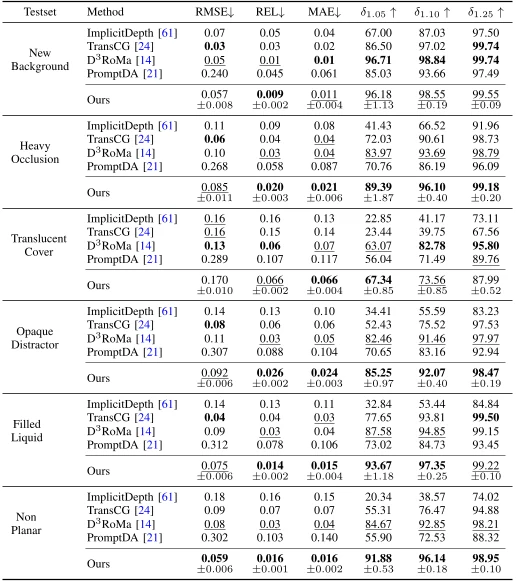 Testset Method RMSE↓ REL↓ MAE↓ δ1.05 ↑ δ1.10 ↑ δ1.25 ↑
New Background
ImplicitDepth [61] 0.07 0.05 0.04 67.00 87.03 97.50
TransCG [24] 0.03 0.03 0.02 86.50 97.02 99.74
D³RoMa [14] 0.05 0.01 0.01 96.71 98.84 99.74
PromptDA [21] 0.240 0.045 0.061 85.03 93.66 97.49
Ours 0.057 0.009 0.011 96.18 98.55 99.55
±0.008 ±0.002 ±0.004 ±1.13 ±0.19 ±0.09
Heavy Occlusion
ImplicitDepth [61] 0.11 0.09 0.08 41.43 66.52 91.96
TransCG [24] 0.06 0.04 0.04 72.03 90.61 98.73
D³RoMa [14] 0.10 0.03 0.04 83.97 93.69 98.79
PromptDA [21] 0.268 0.058 0.087 70.76 86.19 96.09
Ours 0.085 0.020 0.021 89.39 96.10 99.18
±0.011 ±0.003 ±0.006 ±1.87 ±0.40 ±0.20
Translucent Cover
ImplicitDepth [61] 0.16 0.16 0.13 22.85 41.17 73.11
TransCG [24] 0.16 0.15 0.14 23.44 39.75 67.56
D³RoMa [14] 0.13 0.06 0.07 63.07 82.78 95.80
PromptDA [21] 0.289 0.107 0.117 56.04 71.49 89.76
Ours 0.170 0.066 0.066 67.34 73.56 87.99
±0.010 ±0.002 ±0.004 ±0.85 ±0.85 ±0.52
Opaque Distractor
ImplicitDepth [61] 0.14 0.13 0.10 34.41 55.59 83.23
TransCG [24] 0.08 0.06 0.06 52.43 75.52 97.53
D³RoMa [14] 0.11 0.03 0.05 82.46 91.46 97.97
PromptDA [21] 0.307 0.088 0.104 70.65 83.16 92.94
Ours 0.092 0.026 0.024 85.25 92.07 98.47
±0.006 ±0.002 ±0.003 ±0.97 ±0.40 ±0.19
Filled Liquid
ImplicitDepth [61] 0.14 0.13 0.11 32.84 53.44 84.84
TransCG [24] 0.04 0.04 0.03 77.65 93.81 99.50
D³RoMa [14] 0.09 0.03 0.04 87.58 94.85 99.15
PromptDA [21] 0.312 0.078 0.106 73.02 84.73 93.45
Ours 0.075 0.014 0.015 93.67 97.35 99.22
±0.006 ±0.002 ±0.004 ±1.18 ±0.25 ±0.10
Non Planar
ImplicitDepth [61] 0.18 0.16 0.15 20.34 38.57 74.02
TransCG [24] 0.09 0.07 0.07 55.31 76.47 94.88
D³RoMa [14] 0.08 0.03 0.04 84.67 92.85 98.21
PromptDA [21] 0.302 0.103 0.140 55.90 72.53 88.32
Ours 0.059 0.016 0.016 91.88 96.14 98.95
±0.006 ±0.001 ±0.002 ±0.53 ±0.18 ±0.10